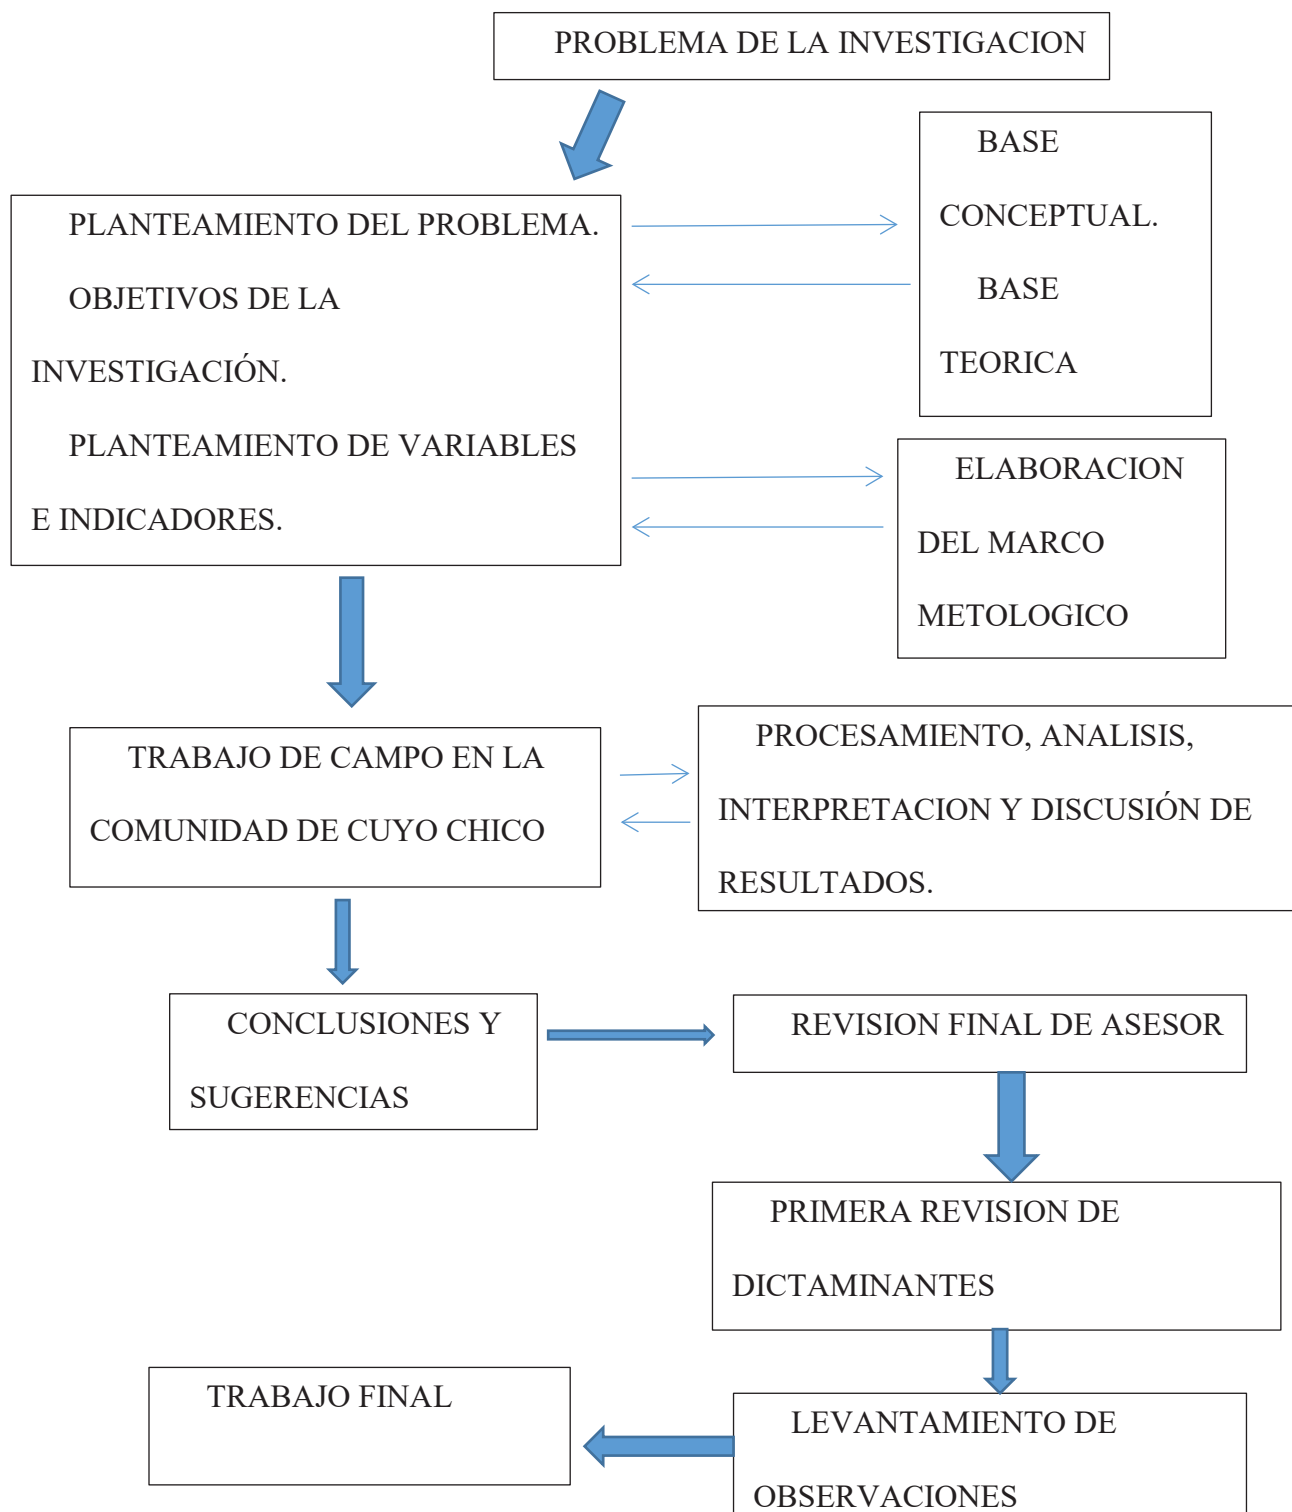 PROBLEMA DE LA INVESTIGACION
PLANTEAMIENTO DEL PROBLEMA.
OBJETIVOS DE LA
INVESTIGACIÓN.
PLANTEAMIENTO DE VARIABLES
E INDICADORES.
BASE
CONCEPTUAL.
BASE
TEORICA
ELABORACION
DEL MARCO
METOLOGICO
TRABAJO DE CAMPO EN LA
COMUNIDAD DE CUYO CHICO
PROCESAMIENTO, ANALISIS,
INTERPRETACION Y DISCUSIÓN DE
RESULTADOS.
CONCLUSIONES Y
SUGERENCIAS
REVISION FINAL DE ASESOR
PRIMERA REVISION DE
DICTAMINANTES
LEVANTAMIENTO DE
OBSERVACIONES
TRABAJO FINAL